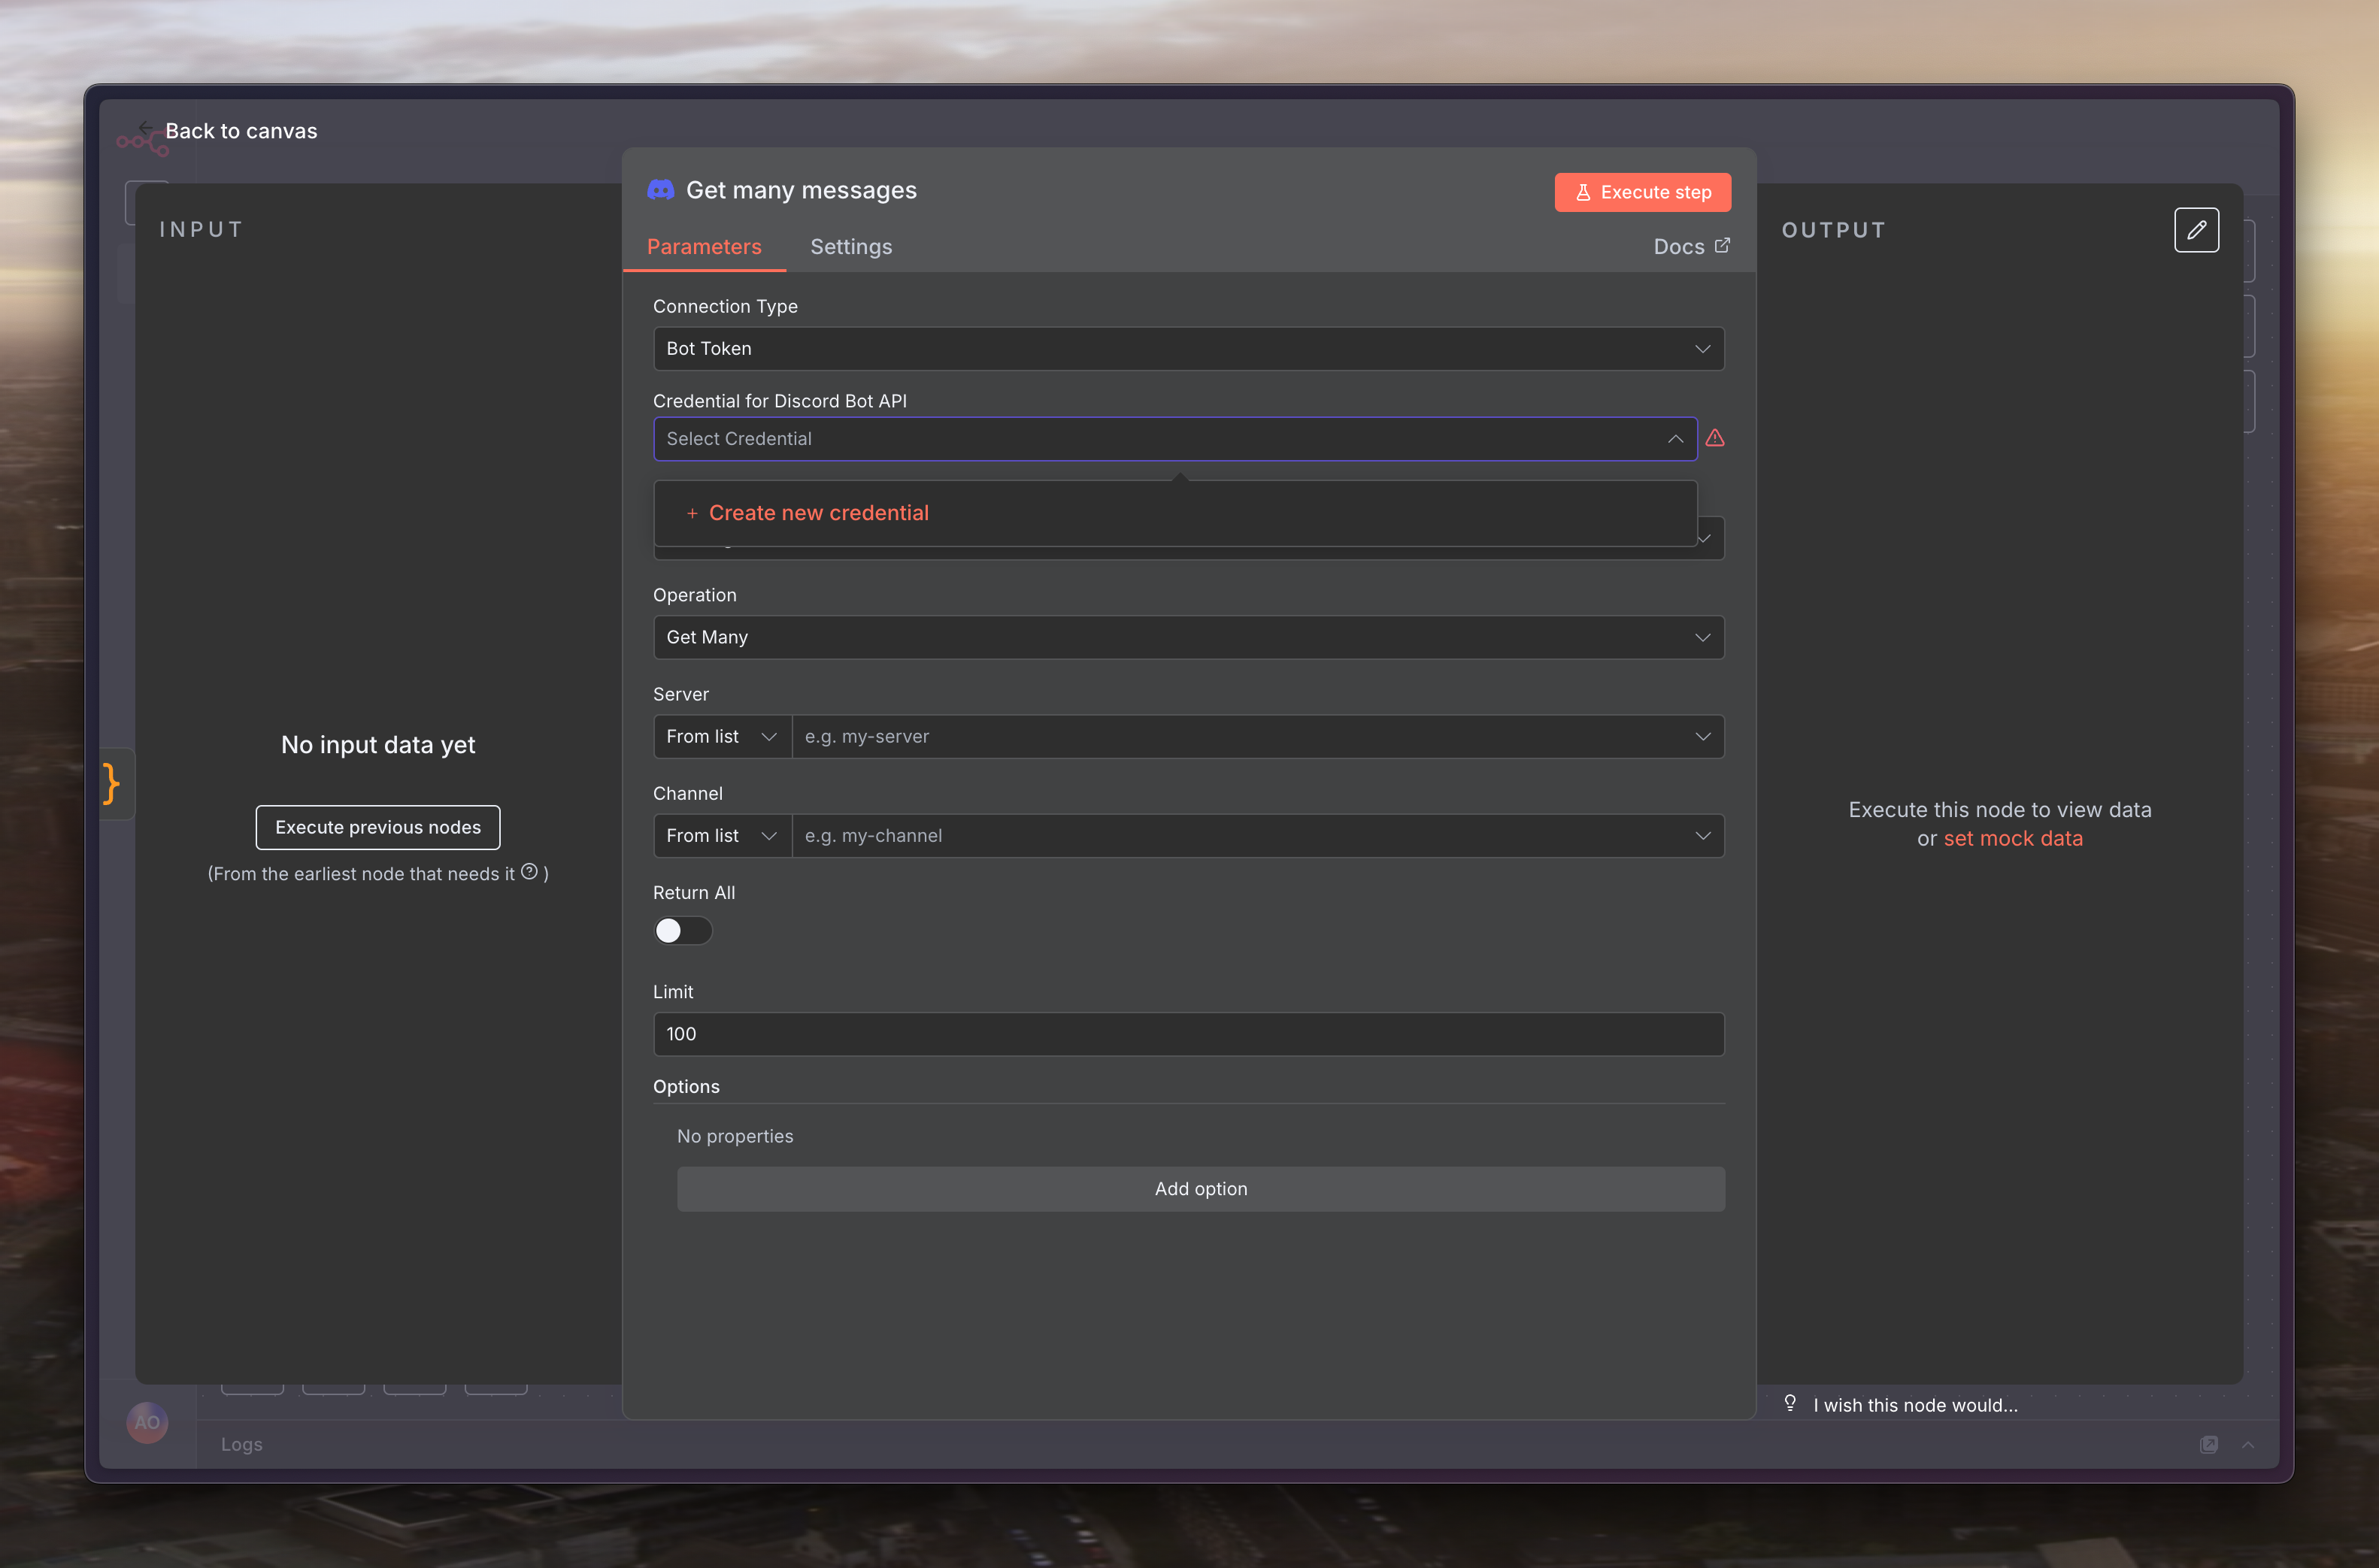 Back to canvas
INPUT
No input data yet
Execute previous nodes
(From the earliest node that needs it ? )
}
Get many messages
Execute step
Parameters
Settings
Docs
Connection Type
Bot Token
Credential for Discord Bot API
Select Credential
+ Create new credential
Operation
Get Many
Server
From list
e.g. my-server
Channel
From list
e.g. my-channel
Return All
Limit
100
Options
No properties
Add option
OUTPUT
Execute this node to view data
or set mock data
I wish this node would...
AO
Logs